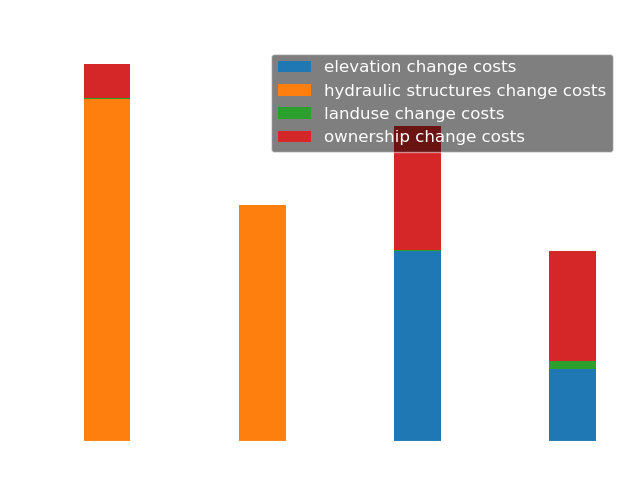 elevation change costs
hydraulic structures change costs
landuse change costs
ownership change costs